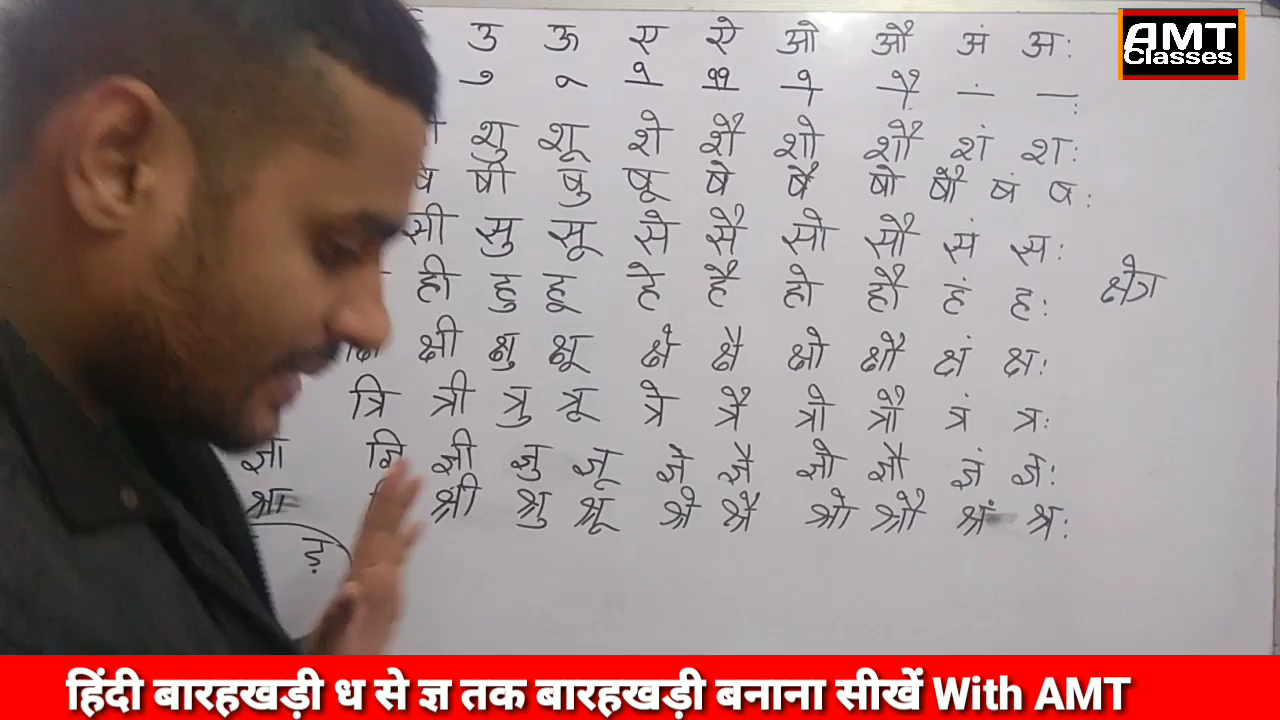 AMT
Classes
उ ऊ ए ऐ ओ औ अं अः
शु शू शे शै शो शौ शं शः
षी षु षू षे षै षो षौ षं षः
सी सु सू से सै सो सौ सं सः
ही हु हू हे है हो हौ हं हः
क्षेत्र
क्षी क्षु क्षू क्षे क्षै क्षो क्षौ क्षं क्षः
त्रि त्री त्रु त्रू त्रे त्रै त्रो त्रौ त्रं त्रः
ज्ञा ज्ञि ज्ञी ज्ञु ज्ञू ज्ञे ज्ञै ज्ञो ज्ञौ ज्ञं ज्ञः
श्रा श्री श्रु श्रू श्रे श्रै श्रो श्रौ श्रं श्रः
ड़
हिंदी बारहखड़ी ध से ज्ञ तक बारहखड़ी बनाना सीखें With AMT